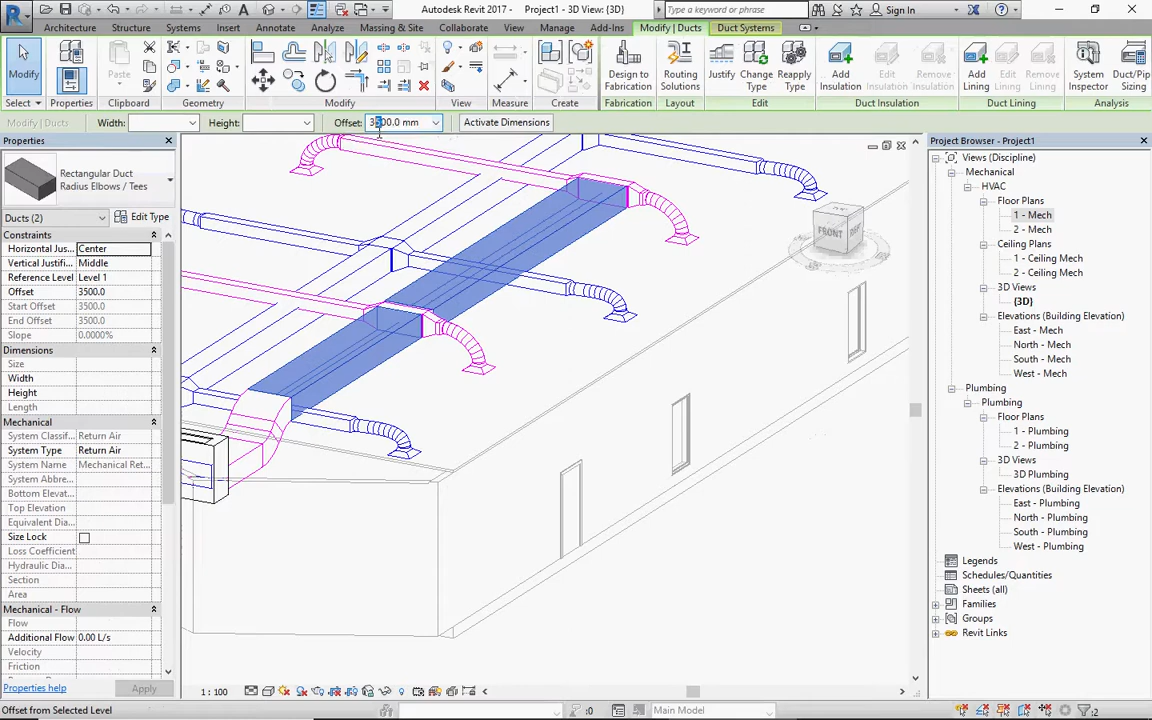 Autodesk Revit 2017 - Project1 - 3D View: {3D}
Type a keyword or phrase
Sign In
Architecture Structure Systems Insert Annotate Analyze Massing & Site Collaborate View Manage Add-Ins Modify | Ducts Duct Systems
Modify
Properties
Paste
Design to Fabrication
Routing Solutions
Justify
Change Type
Reapply Type
Add Insulation
Edit Insulation
Remove Insulation
Add Lining
Edit Lining
Remove Lining
System Inspector
Duct/Pip Sizing
Select Properties Clipboard Geometry Modify View Measure Create Fabrication Layout Edit Duct Insulation Duct Lining Analysis
Modify | Ducts Width: Height: Offset: 3500.0 mm Activate Dimensions
Properties
Rectangular Duct
Radius Elbows / Tees
Ducts (2) Edit Type
Constraints
Horizontal Jus... Center
Vertical Justifi... Middle
Reference Level Level 1
Offset 3500.0
Start Offset 3500.0
End Offset 3500.0
Slope 0.0000%
Dimensions
Size
Width
Height
Length
Mechanical
System Classif... Return Air
System Type Return Air
System Name Mechanical Ret...
System Abbre...
Bottom Elevat...
Top Elevation
Equivalent Dia...
Size Lock
Loss Coefficient
Hydraulic Dia...
Section
Area
Mechanical - Flow
Flow
Additional Flow 0.00 L/s
Velocity
Friction
Properties help Apply
FRONT
Project Browser - Project1
Views (Discipline)
Mechanical
HVAC
Floor Plans
1 - Mech
2 - Mech
Ceiling Plans
1 - Ceiling Mech
2 - Ceiling Mech
3D Views
{3D}
Elevations (Building Elevation)
East - Mech
North - Mech
South - Mech
West - Mech
Plumbing
Plumbing
Floor Plans
1 - Plumbing
2 - Plumbing
3D Views
3D Plumbing
Elevations (Building Elevation)
East - Plumbing
North - Plumbing
South - Plumbing
West - Plumbing
Legends
Schedules/Quantities
Sheets (all)
Families
Groups
Revit Links
1 : 100
Offset from Selected Level
:0
Main Model
:2